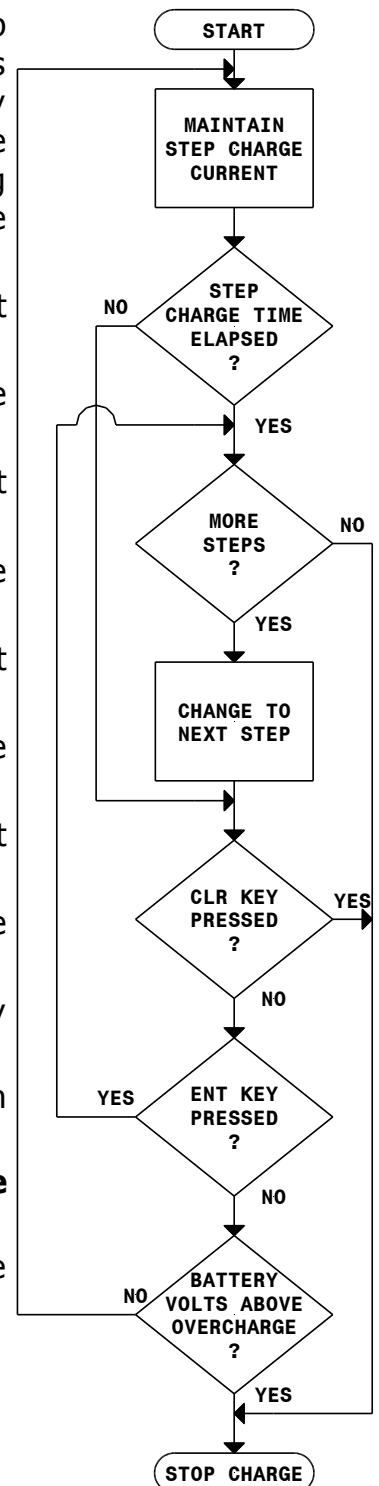 START
MAINTAIN
STEP CHARGE
CURRENT
STEP
CHARGE TIME
ELAPSED
?
NO
YES
MORE
STEPS
?
NO
YES
CHANGE TO
NEXT STEP
CLR KEY
PRESSED
?
YES
NO
ENT KEY
PRESSED
?
YES
NO
BATTERY
VOLTS ABOVE
OVERCHARGE
?
NO
YES
STOP CHARGE